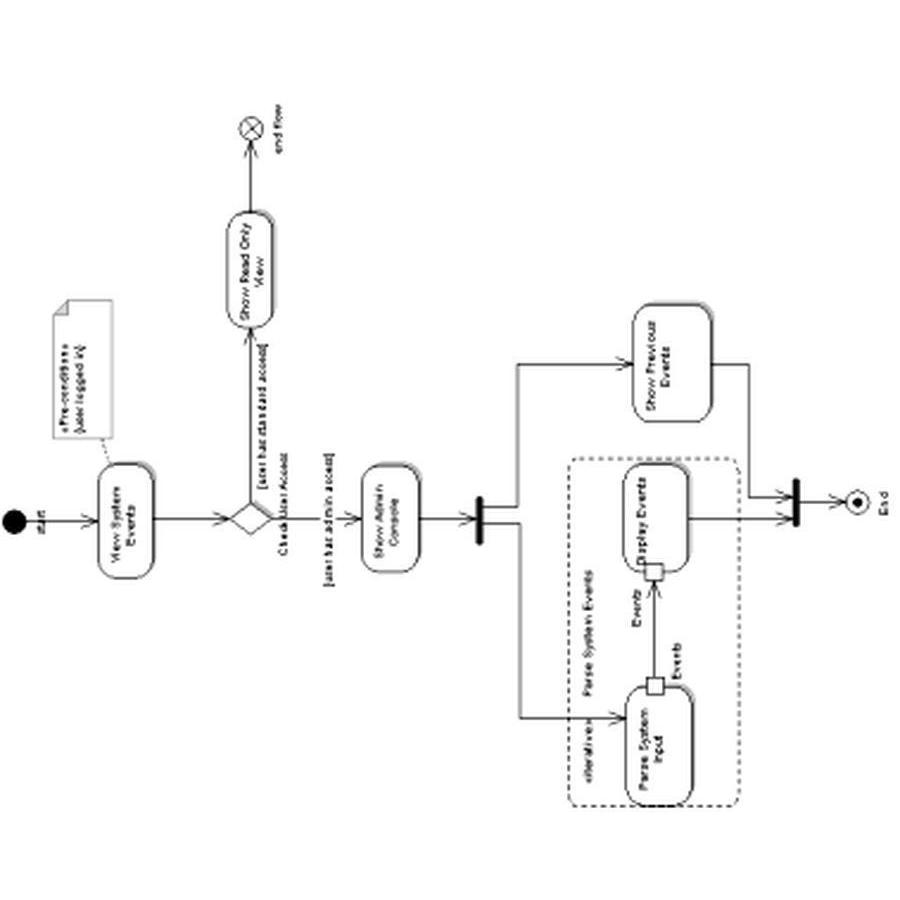 start
View System
Events
«Pre-condition»
{user logged in}
Check User Access
[user has standard access]
Show Read Only
View
end flow
[user has admin access]
Show Admin
Console
«iterative»
Parse System Events
Parse System
Input
Events
Events
Display Events
Show Previous
Events
End